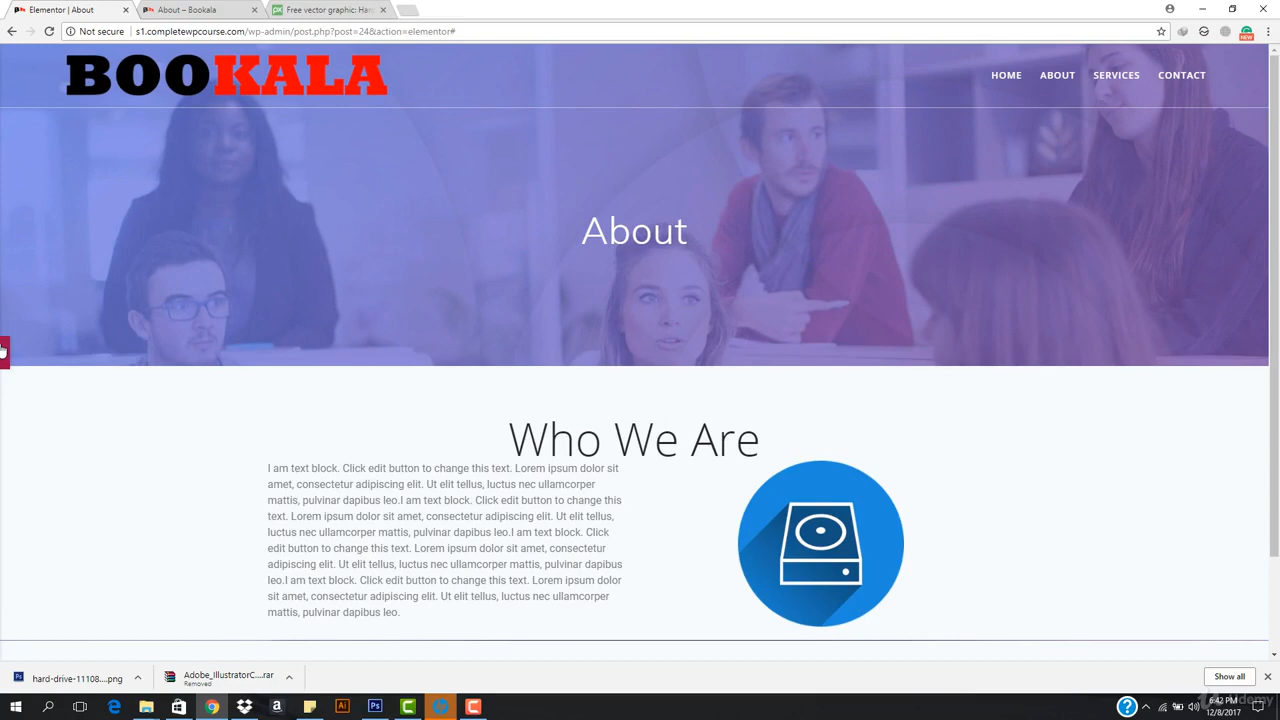 Elementor | About
About – Bookala
Free vector graphic: Har
Not secure
s1.completewpcourse.com/wp-admin/post.php?post=24&action=elementor#
NEW
BOOKALA
HOME
ABOUT
SERVICES
CONTACT
About
Who We Are
I am text block. Click edit button to change this text. Lorem ipsum dolor sit
amet, consectetur adipiscing elit. Ut elit tellus, luctus nec ullamcorper
mattis, pulvinar dapibus leo.I am text block. Click edit button to change this
text. Lorem ipsum dolor sit amet, consectetur adipiscing elit. Ut elit tellus,
luctus nec ullamcorper mattis, pulvinar dapibus leo.I am text block. Click
edit button to change this text. Lorem ipsum dolor sit amet, consectetur
adipiscing elit. Ut elit tellus, luctus nec ullamcorper mattis, pulvinar dapibus
leo.I am text block. Click edit button to change this text. Lorem ipsum dolor
sit amet, consectetur adipiscing elit. Ut elit tellus, luctus nec ullamcorper
mattis, pulvinar dapibus leo.
hard-drive-11108....png
Adobe_IllustratorC...rar
Removed
Show all
6:42 PM
12/8/2017